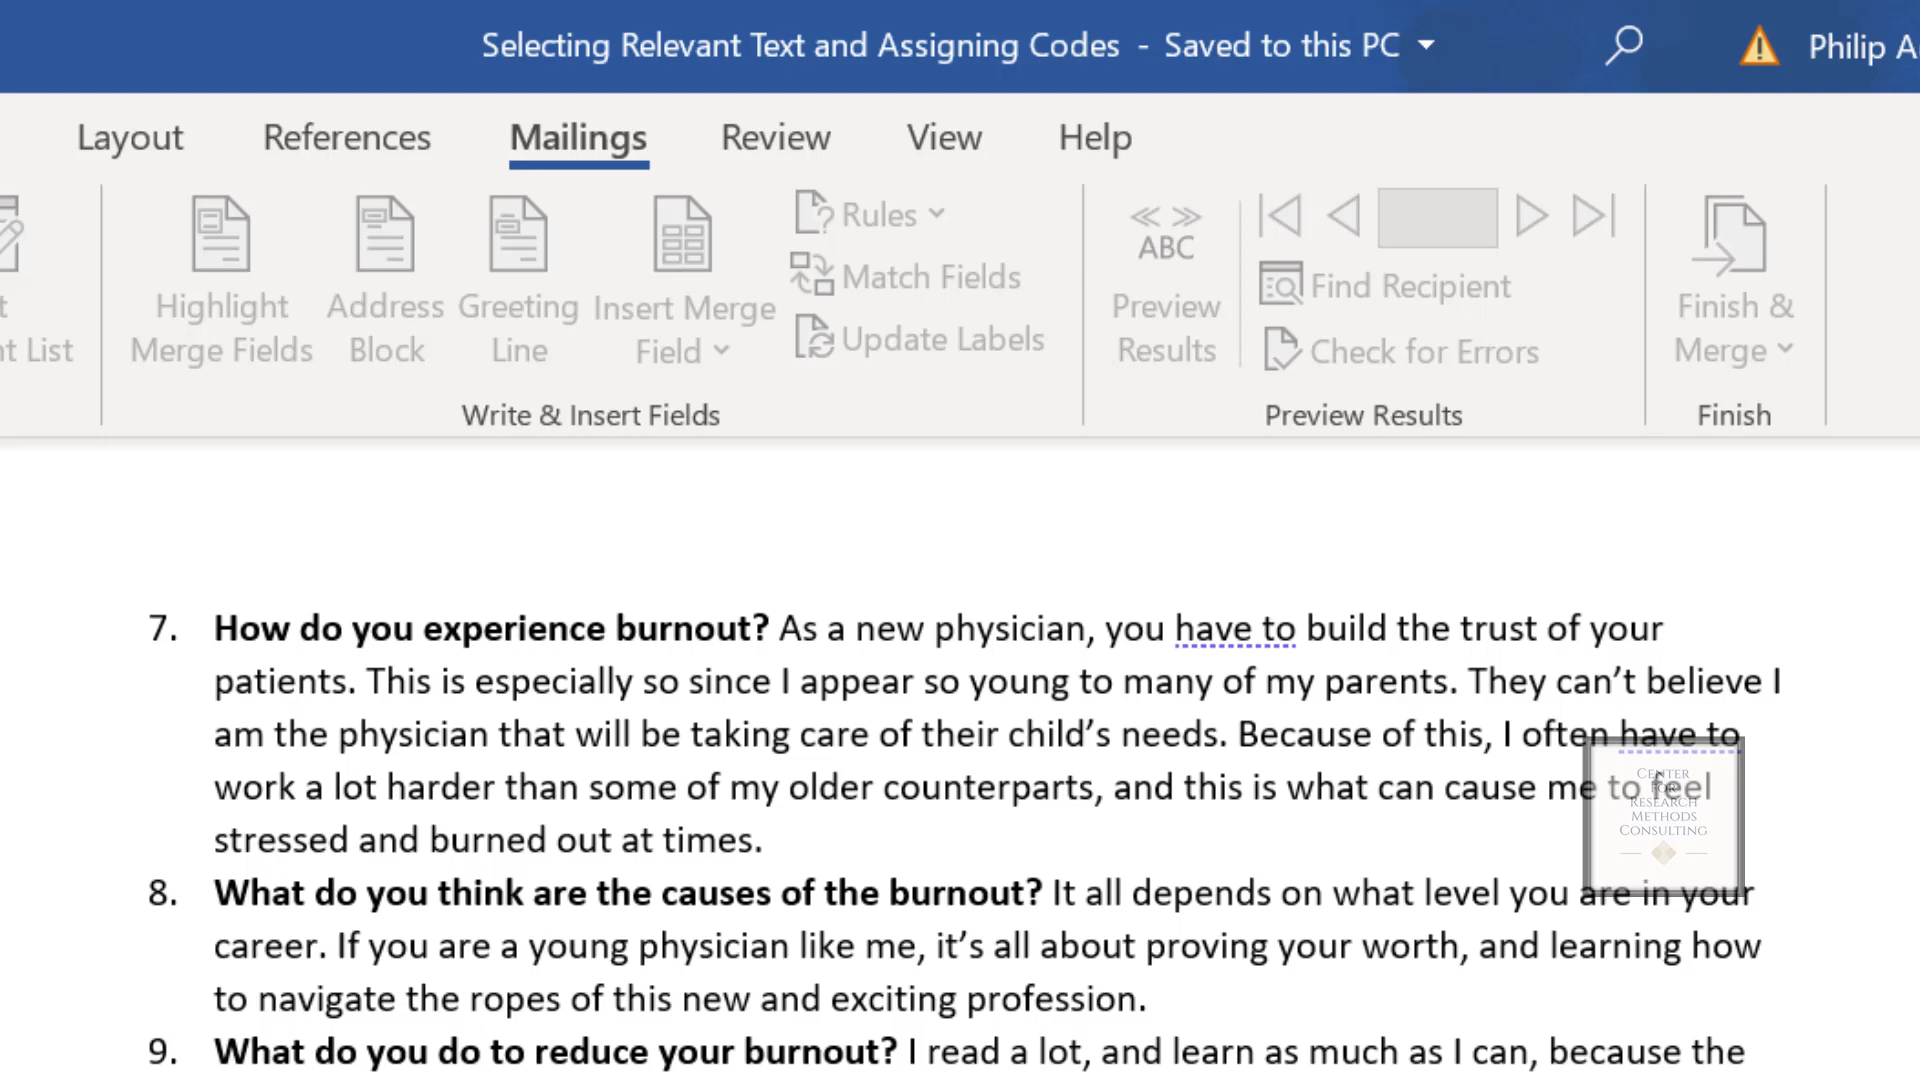 Selecting Relevant Text and Assigning Codes - Saved to this PC
Philip A
Layout References Mailings Review View Help
t List
Highlight Merge Fields
Address Block
Greeting Line
Insert Merge Field
Rules
Match Fields
Update Labels
Write & Insert Fields
ABC
Preview Results
Find Recipient
Check for Errors
Preview Results
Finish & Merge
Finish
7. How do you experience burnout? As a new physician, you have to build the trust of your
patients. This is especially so since I appear so young to many of my parents. They can’t believe I
am the physician that will be taking care of their child’s needs. Because of this, I often have to
work a lot harder than some of my older counterparts, and this is what can cause me to feel
stressed and burned out at times.
8. What do you think are the causes of the burnout? It all depends on what level you are in your
career. If you are a young physician like me, it’s all about proving your worth, and learning how
to navigate the ropes of this new and exciting profession.
9. What do you do to reduce your burnout? I read a lot, and learn as much as I can, because the
Center
for
Research
Methods
Consulting